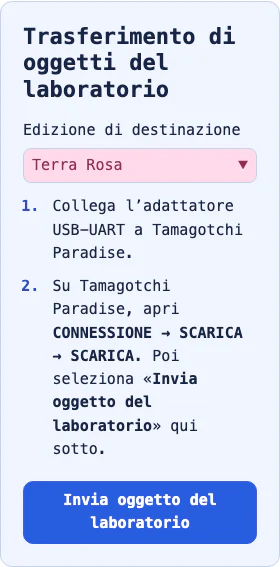 Trasferimento di
oggetti del
laboratorio
Edizione di destinazione
Terra Rosa ▼
1. Collega l’adattatore
USB–UART a Tamagotchi
Paradise.
2. Su Tamagotchi
Paradise, apri
CONNESSIONE → SCARICA
→ SCARICA. Poi
seleziona «Invia
oggetto del
laboratorio» qui
sotto.
Invia oggetto del
laboratorio